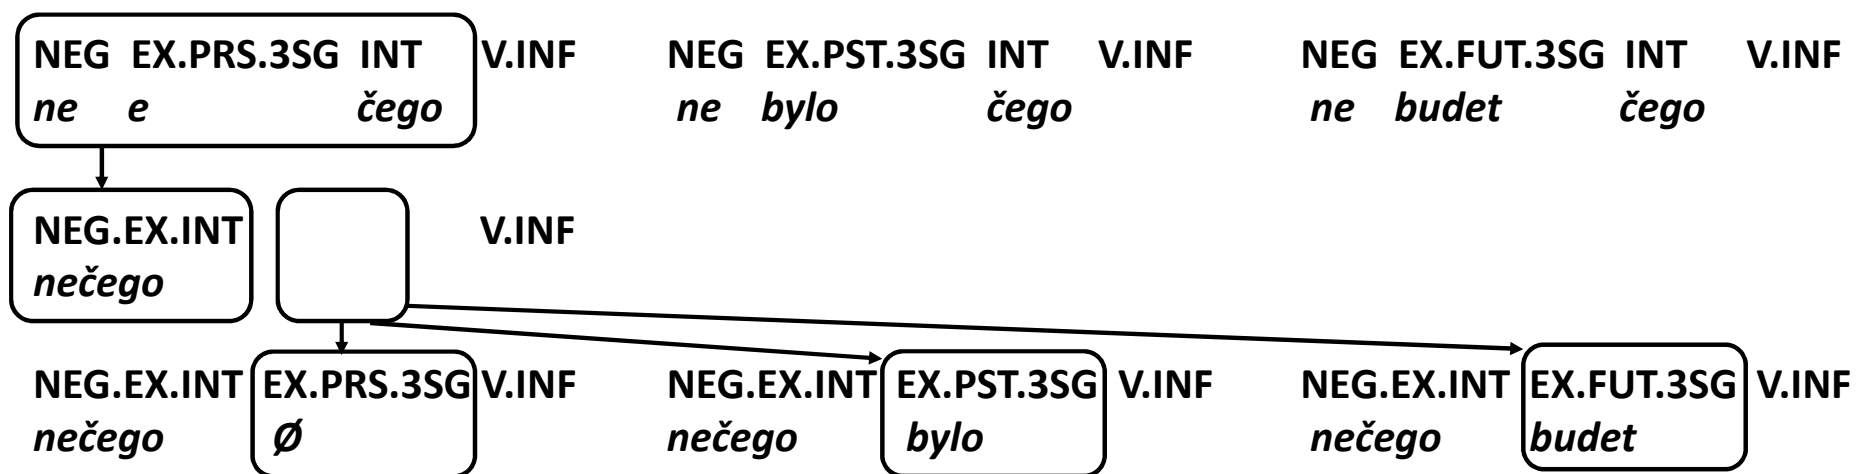 NEG EX.PRS.3SG INT V.INF NEG EX.PST.3SG INT V.INF NEG EX.FUT.3SG INT V.INF
ne e čego ne bylo čego ne budet čego
NEG.EX.INT V.INF
nečego
NEG.EX.INT EX.PRS.3SG V.INF NEG.EX.INT EX.PST.3SG V.INF NEG.EX.INT EX.FUT.3SG V.INF
nečego Ø nečego bylo nečego budet